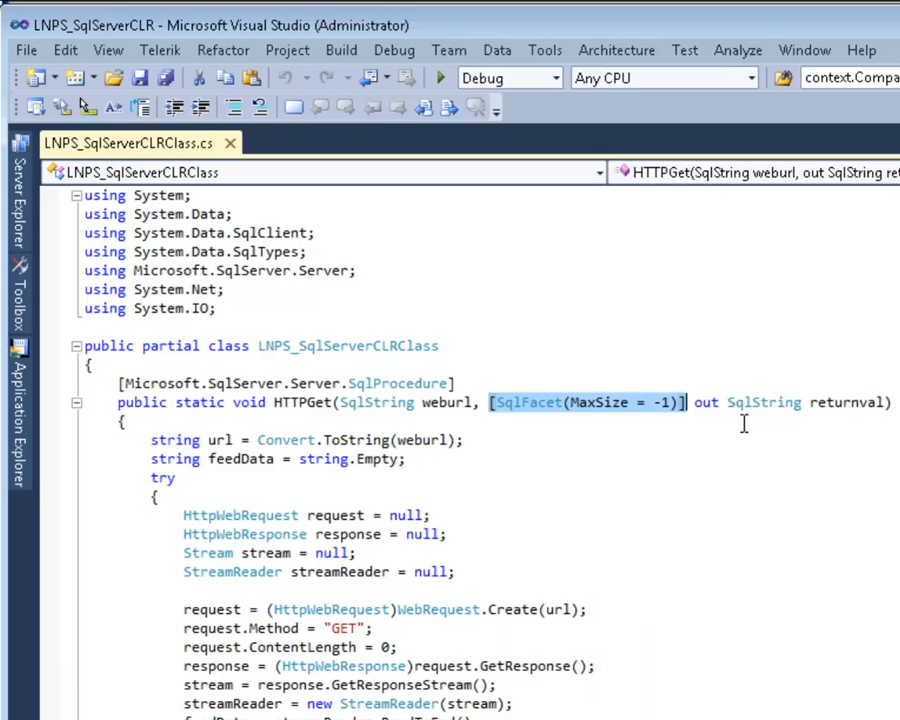 LNPS_SqlServerCLR - Microsoft Visual Studio (Administrator)
File Edit View Telerik Refactor Project Build Debug Team Data Tools Architecture Test Analyze Window Help
Debug Any CPU context.Compa
LNPS_SqlServerCLRClass.cs
LNPS_SqlServerCLRClass HTTPGet(SqlString weburl, out SqlString ret
Server Explorer
Toolbox
Application Explorer
using System;
using System.Data;
using System.Data.SqlClient;
using System.Data.SqlTypes;
using Microsoft.SqlServer.Server;
using System.Net;
using System.IO;
public partial class LNPS_SqlServerCLRClass
{
[Microsoft.SqlServer.Server.SqlProcedure]
public static void HTTPGet(SqlString weburl, [SqlFacet(MaxSize = -1)] out SqlString returnval)
{
string url = Convert.ToString(weburl);
string feedData = string.Empty;
try
{
HttpWebRequest request = null;
HttpWebResponse response = null;
Stream stream = null;
StreamReader streamReader = null;
request = (HttpWebRequest)WebRequest.Create(url);
request.Method = "GET";
request.ContentLength = 0;
response = (HttpWebResponse)request.GetResponse();
stream = response.GetResponseStream();
streamReader = new StreamReader(stream);